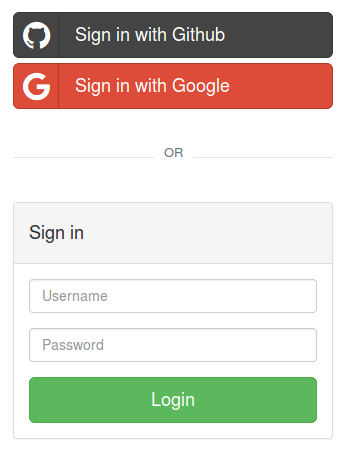 Sign in with Github
Sign in with Google
OR
Sign in
Username
Password
Login